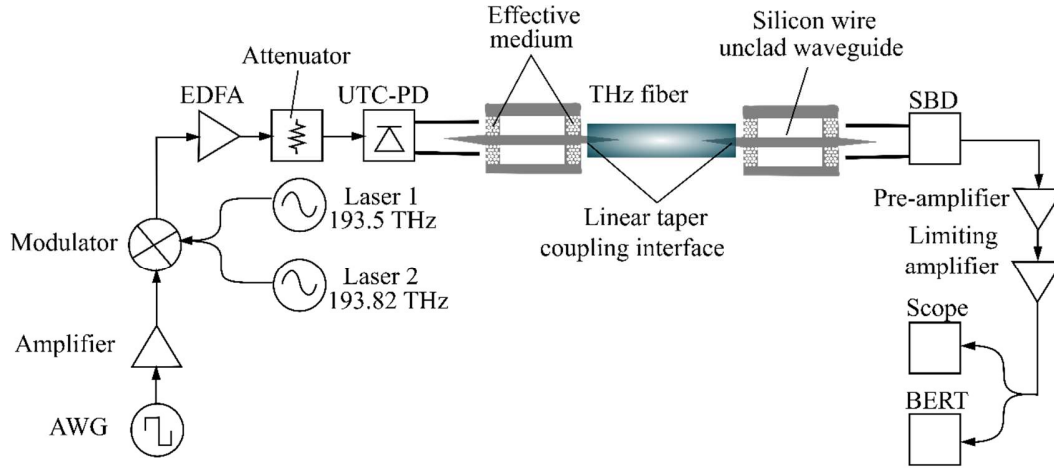 Effective
medium
Silicon wire
unclad waveguide
Attenuator
EDFA
UTC-PD
THz fiber
SBD
Laser 1
193.5 THz
Linear taper
coupling interface
Pre-amplifier
Modulator
Limiting
amplifier
Laser 2
193.82 THz
Scope
Amplifier
BERT
AWG